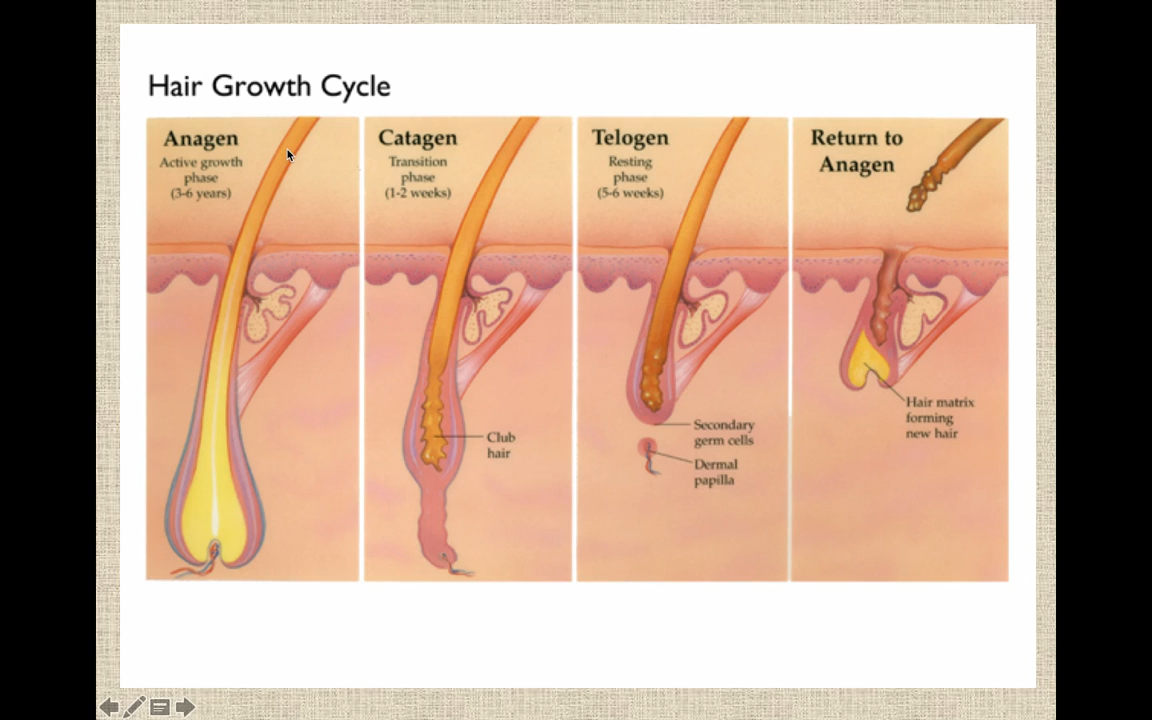 Hair Growth Cycle
Anagen
Active growth
phase
(3-6 years)
Catagen
Transition
phase
(1-2 weeks)
Club
hair
Telogen
Resting
phase
(5-6 weeks)
Secondary
germ cells
Dermal
papilla
Return to
Anagen
Hair matrix
forming
new hair